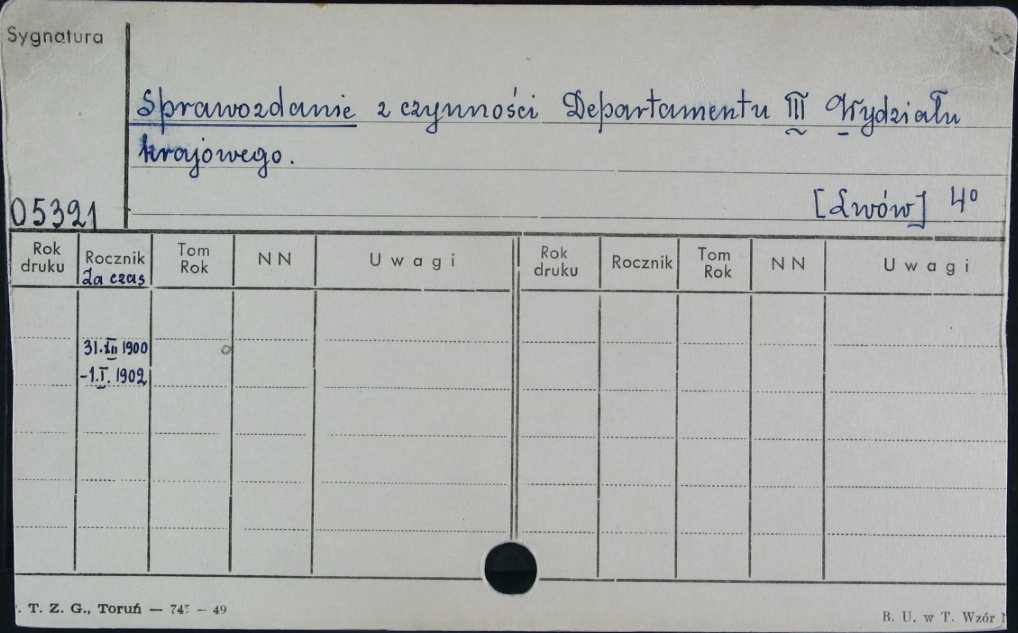 Sygnatura
Sprawozdanie z czynności Departamentu III Wydziału
krajowego.
[Lwów] 4°
05321
Rok druku Rocznik Tom Rok NN Uwagi Rok druku Rocznik Tom Rok NN Uwagi
Za czas
31.XII 1900
-1.I. 1902
. T. Z. G., Toruń — 747 — 49
B. U. w T. Wzór